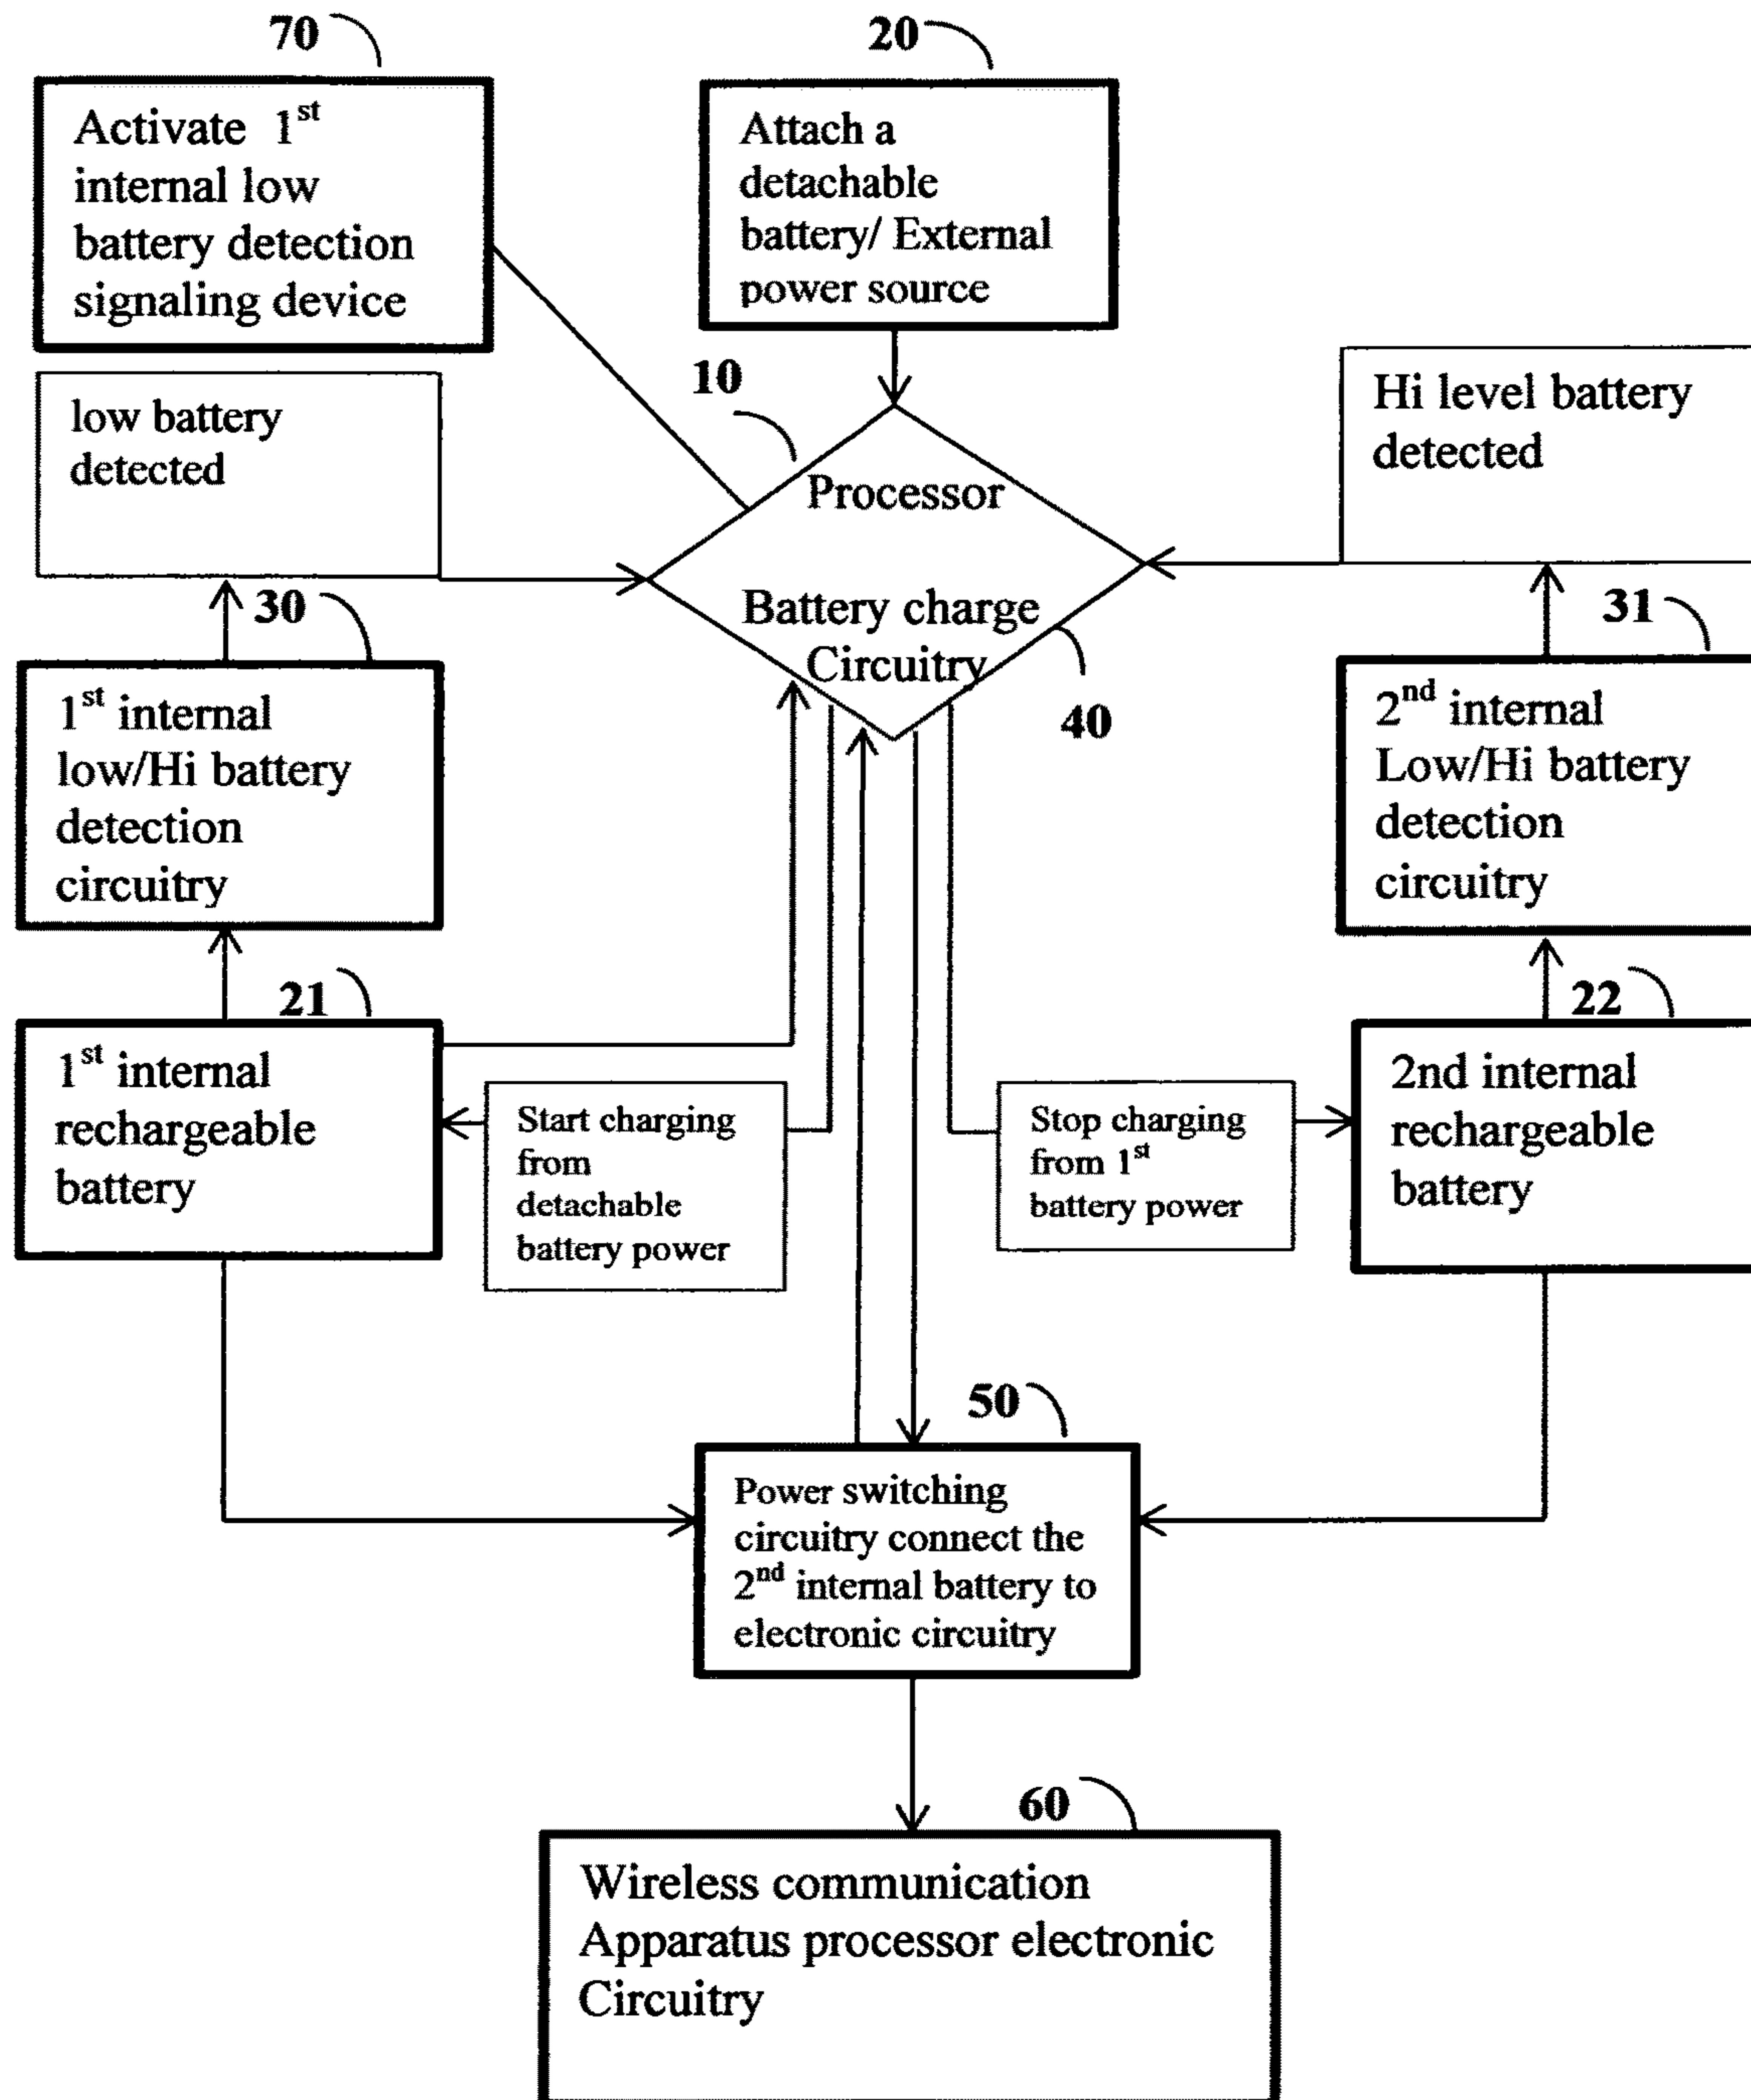 70
Activate 1st
internal low
battery detection
signaling device
20
Attach a
detachable
battery/ External
power source
low battery
detected
10
Processor
Battery charge
Circuitry
40
Hi level battery
detected
30
1st internal
low/Hi battery
detection
circuitry
31
2nd internal
Low/Hi battery
detection
circuitry
21
1st internal
rechargeable
battery
Start charging
from
detachable
battery power
Stop charging
from 1st
battery power
22
2nd internal
rechargeable
battery
50
Power switching
circuitry connect the
2nd internal battery to
electronic circuitry
60
Wireless communication
Apparatus processor electronic
Circuitry